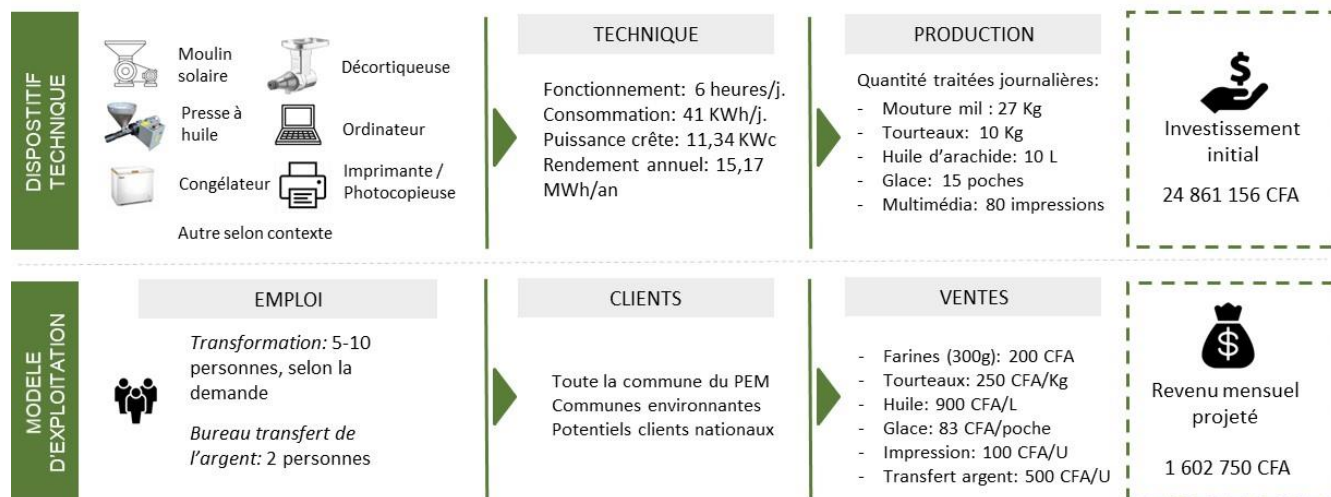 DISPOSTITIF
TECHNIQUE
Moulin
solaire
Décortiqueuse
Presse à
huile
Ordinateur
Congélateur
Imprimante /
Photocopieuse
Autre selon contexte
TECHNIQUE
Fonctionnement: 6 heures/j.
Consommation: 41 KWh/j.
Puissance crête: 11,34 KWc
Rendement annuel: 15,17
MWh/an
PRODUCTION
Quantité traitées journalières:
- Mouture mil : 27 Kg
- Tourteaux: 10 Kg
- Huile d’arachide: 10 L
- Glace: 15 poches
- Multimédia: 80 impressions
$
Investissement
initial
24 861 156 CFA
MODELE
D’EXPLOITATION
EMPLOI
Transformation: 5-10
personnes, selon la
demande
Bureau transfert de
l’argent: 2 personnes
CLIENTS
Toute la commune du PEM
Communes environnantes
Potentiels clients nationaux
VENTES
- Farines (300g): 200 CFA
- Tourteaux: 250 CFA/Kg
- Huile: 900 CFA/L
- Glace: 83 CFA/poche
- Impression: 100 CFA/U
- Transfert argent: 500 CFA/U
$
Revenu mensuel
projeté
1 602 750 CFA